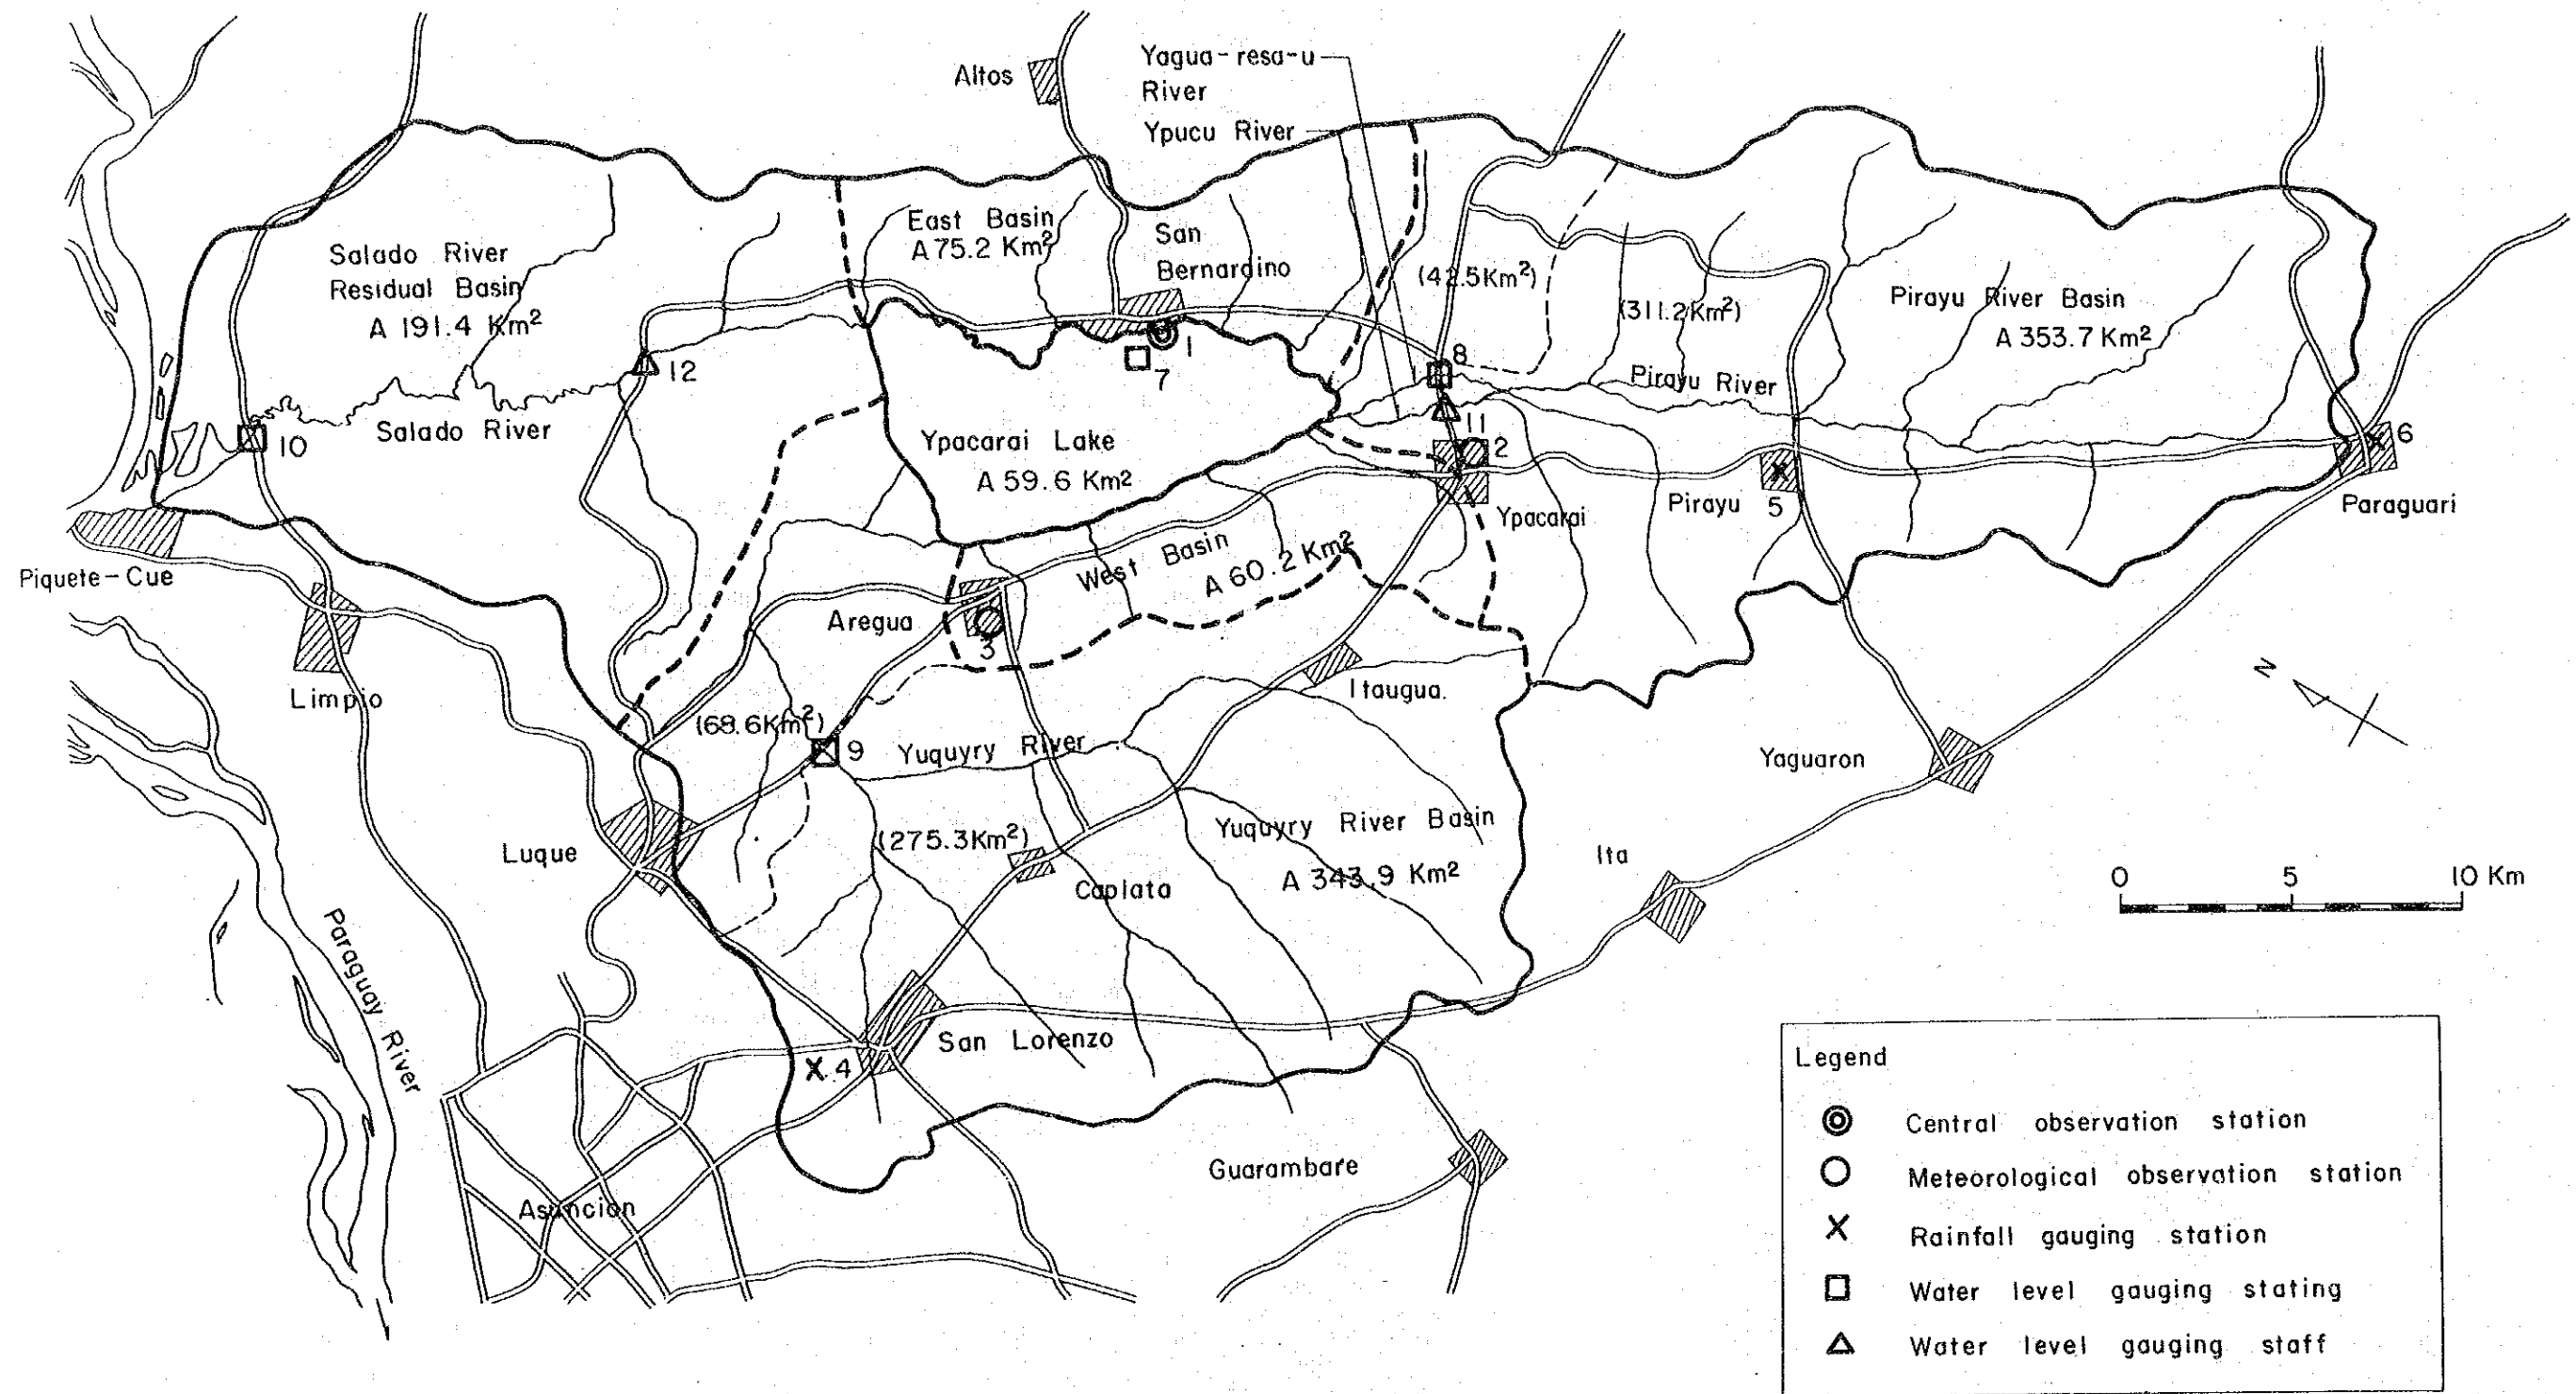 Altos
Yagua-resa-u
River
Ypucu River
East Basin
A 75.2 Km²
San
Bernardino
Salado River
Residual Basin
A 191.4 Km²
(42.5Km²)
(311.2Km²)
Pirayu River Basin
A 353.7 Km²
1
7
8
12
Pirayu River
11
2
6
10
Salado River
Ypacarai Lake
A 59.6 Km²
Ypacarai
Pirayu
5
Paraguari
Piquete-Cue
West Basin
A 60.2 Km²
Aregua
3
Limpio
Itaugua.
N
(68.6Km²)
9
Yuquyry River
Yaguaron
Luque
(275.3Km²)
Yuquyry River Basin
A 343.9 Km²
Caplata
Ita
0 5 10 Km
Paraguay River
San Lorenzo
4
Guarambare
Asuncion
Legend
Central observation station
Meteorological observation station
X Rainfall gauging station
Water level gauging stating
Water level gauging staff